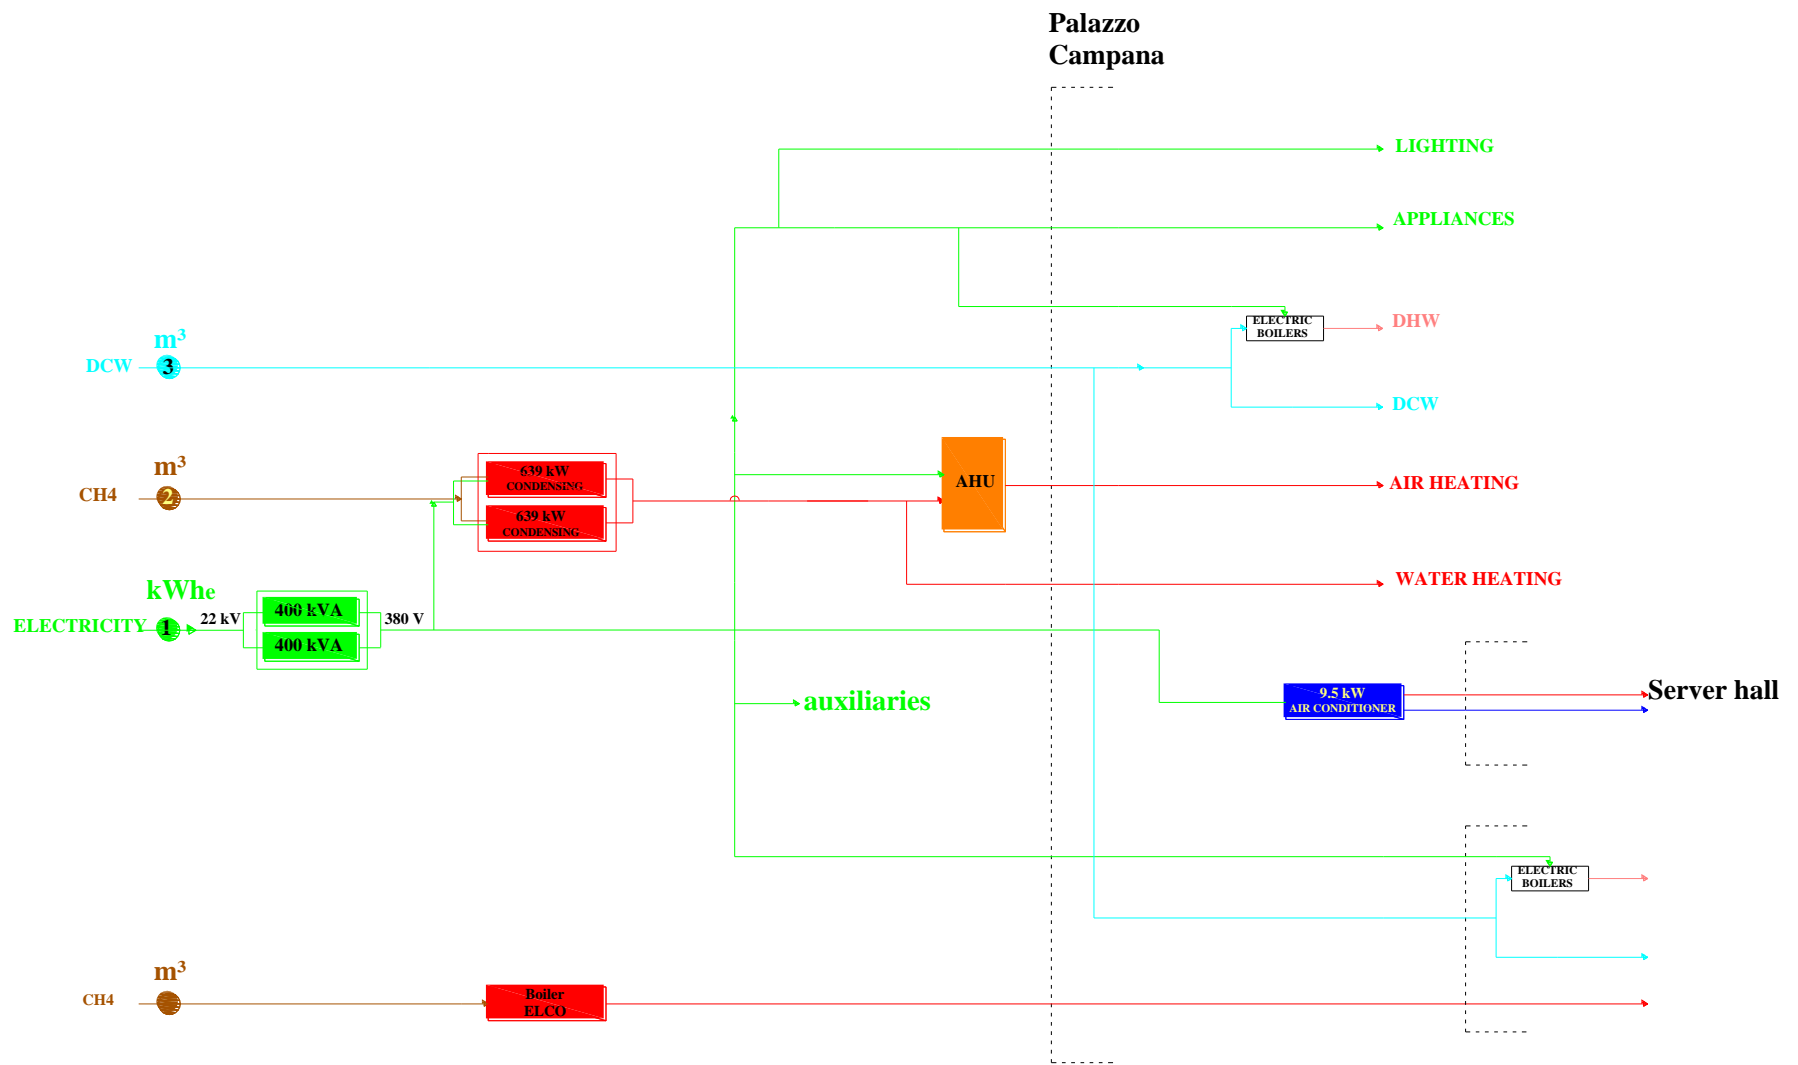 Palazzo
Campana
LIGHTING
APPLIANCES
ELECTRIC
BOILERS
DHW
m³
DCW
3
DCW
m³
CH4
2
639 kW
CONDENSING
639 kW
CONDENSING
AHU
AIR HEATING
WATER HEATING
kWhe
ELECTRICITY
1
22 kV
400 kVA
400 kVA
380 V
auxiliaries
9.5 kW
AIR CONDITIONER
Server hall
ELECTRIC
BOILERS
m³
CH4
Boiler
ELCO